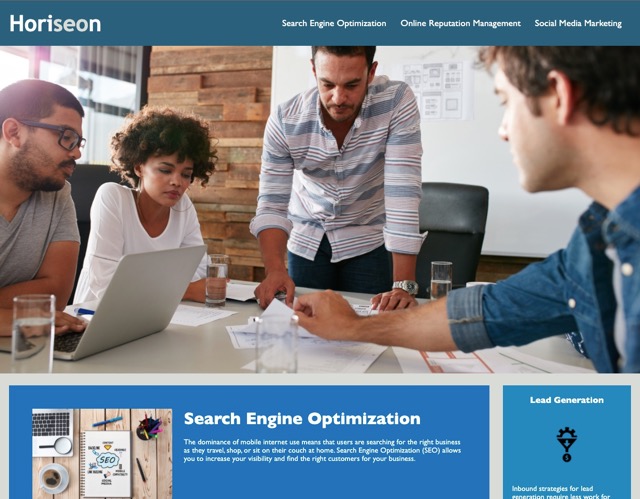 Horiseon
Search Engine Optimization
Online Reputation Management
Social Media Marketing
Search Engine Optimization
The dominance of mobile internet use means that users are searching for the right business
as they travel, shop, or sit on their couch at home. Search Engine Optimization (SEO) allows
you to increase your visibility and find the right customers for your business.
SEO
Lead Generation
Inbound strategies for lead
generation require less work for